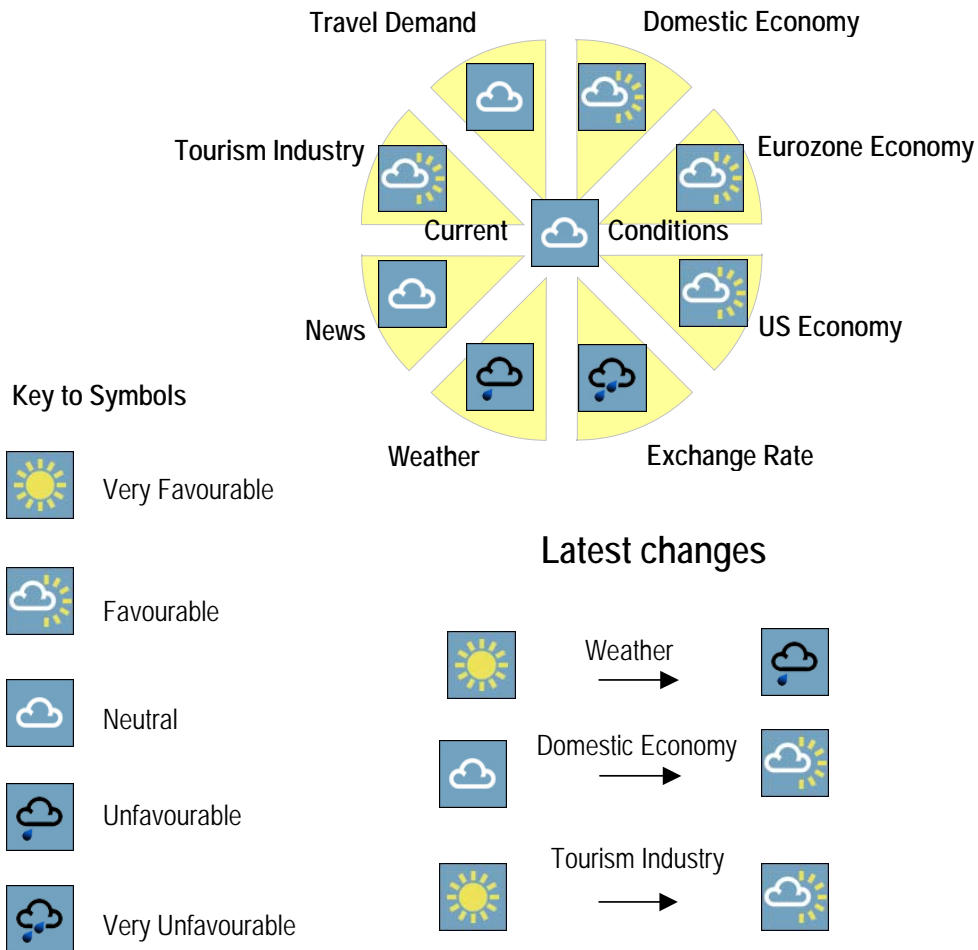 Travel Demand
Domestic Economy
Tourism Industry
Eurozone Economy
Current Conditions
News
US Economy
Weather
Exchange Rate
Key to Symbols
Very Favourable
Favourable
Neutral
Unfavourable
Very Unfavourable
Latest changes
Weather
Domestic Economy
Tourism Industry